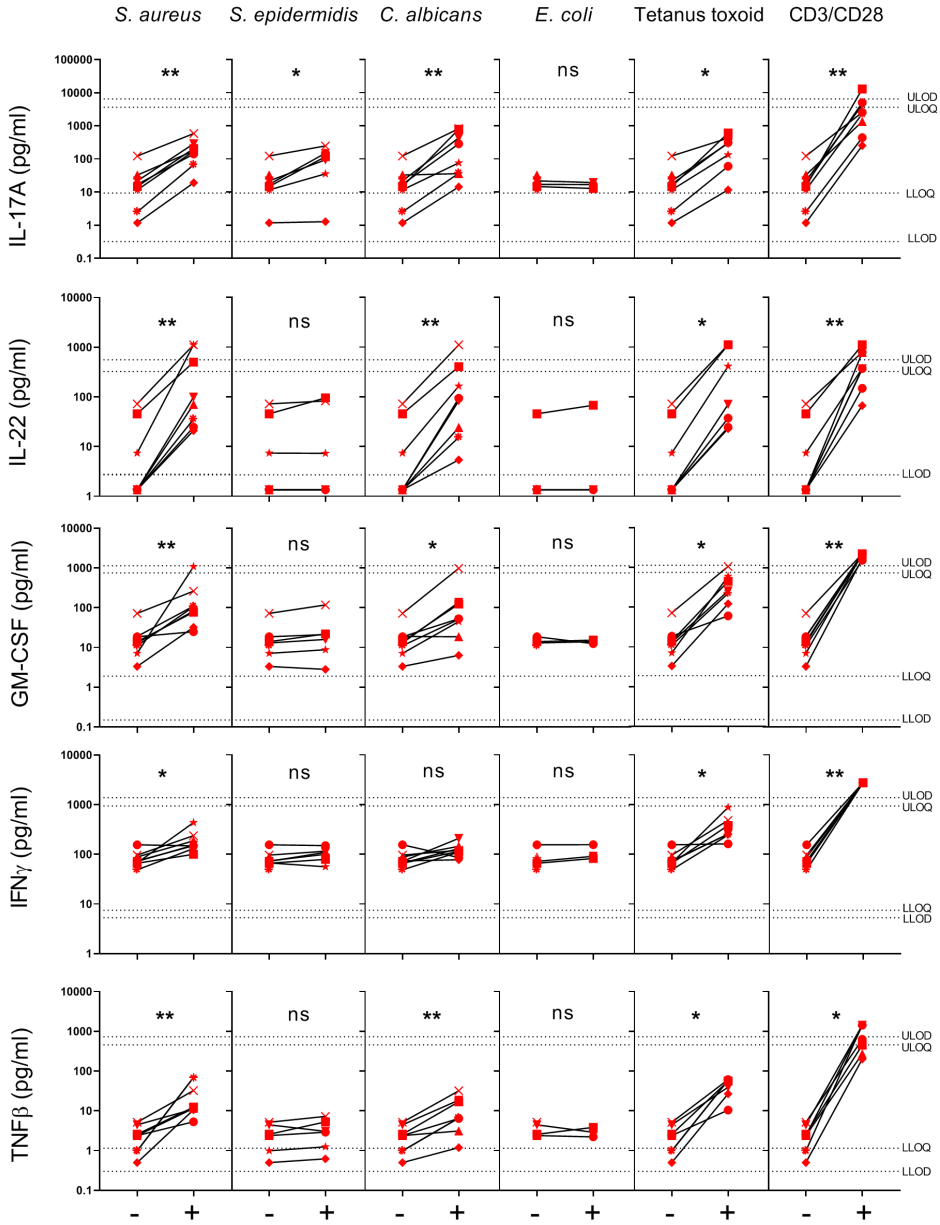 S. aureus S. epidermidis C. albicans E. coli Tetanus toxoid CD3/CD28
IL-17A (pg/ml)
** * ** ns * **
100000
10000
1000
100
10
1
0.1
ULOD
ULOQ
LLOQ
LLOD
IL-22 (pg/ml)
** ns ** ns * **
10000
1000
100
10
1
ULOD
ULOQ
LLOD
GM-CSF (pg/ml)
** ns * ns * **
10000
1000
100
10
1
0.1
ULOD
ULOQ
LLOQ
LLOD
IFNγ (pg/ml)
* ns ns ns * **
10000
1000
100
10
1
ULOD
ULOQ
LLOQ
LLOD
TNFβ (pg/ml)
** ns ** ns * *
10000
1000
100
10
1
0.1
ULOD
ULOQ
LLOQ
LLOD
- + - + - + - + - + - +